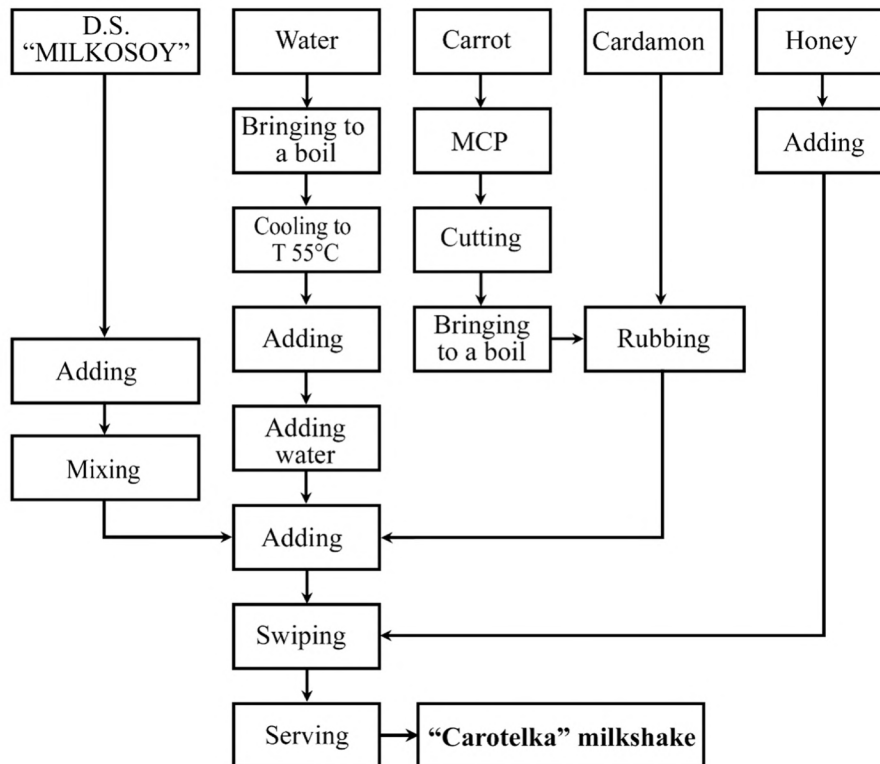 D.S.
“MILKOSOY”
Water
Carrot
Cardamon
Honey
Bringing to
a boil
MCP
Adding
Cooling to
T 55°C
Cutting
Adding
Adding
Bringing
to a boil
Rubbing
Mixing
Adding
water
Adding
Swiping
Serving
“Carotelka” milkshake